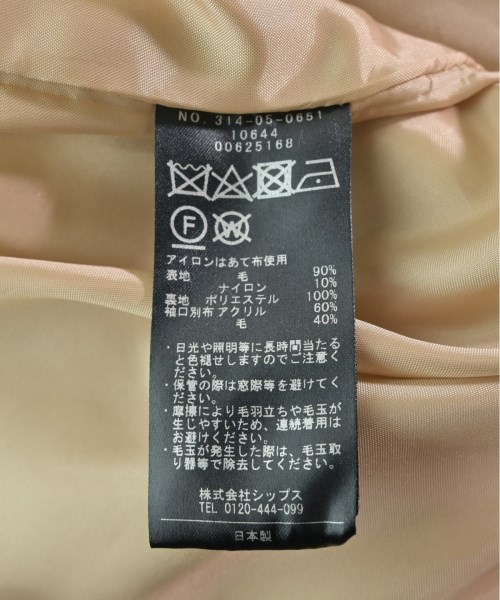 NO. 314-05-0651
10644
00625168
F
W
アイロンはあて布使用
表地 毛 90%
ナイロン 10%
裏地 ポリエステル 100%
袖口別布 アクリル 60%
毛 40%
・日光や照明等に長時間当たる
と色褪せしますのでご注意く
ださい。
・保管の際は窓際等を避けてく
ださい。
・摩擦により毛羽立ちや毛玉が
生じやすいため、連続着用は
お避けください。
・毛玉が発生した際は、毛玉取
り器等で除去してください。
株式会社シップス
TEL 0120-444-099
日本製